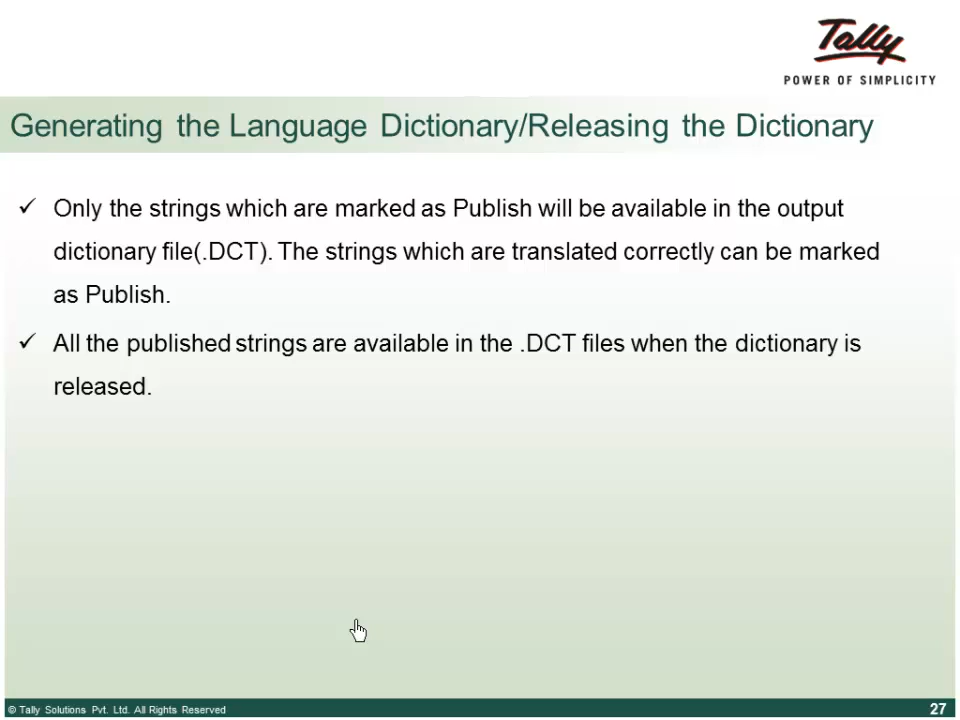 Tally
POWER OF SIMPLICITY
Generating the Language Dictionary/Releasing the Dictionary
✓ Only the strings which are marked as Publish will be available in the output
dictionary file(.DCT). The strings which are translated correctly can be marked
as Publish.
✓ All the published strings are available in the .DCT files when the dictionary is
released.
© Tally Solutions Pvt. Ltd. All Rights Reserved
27